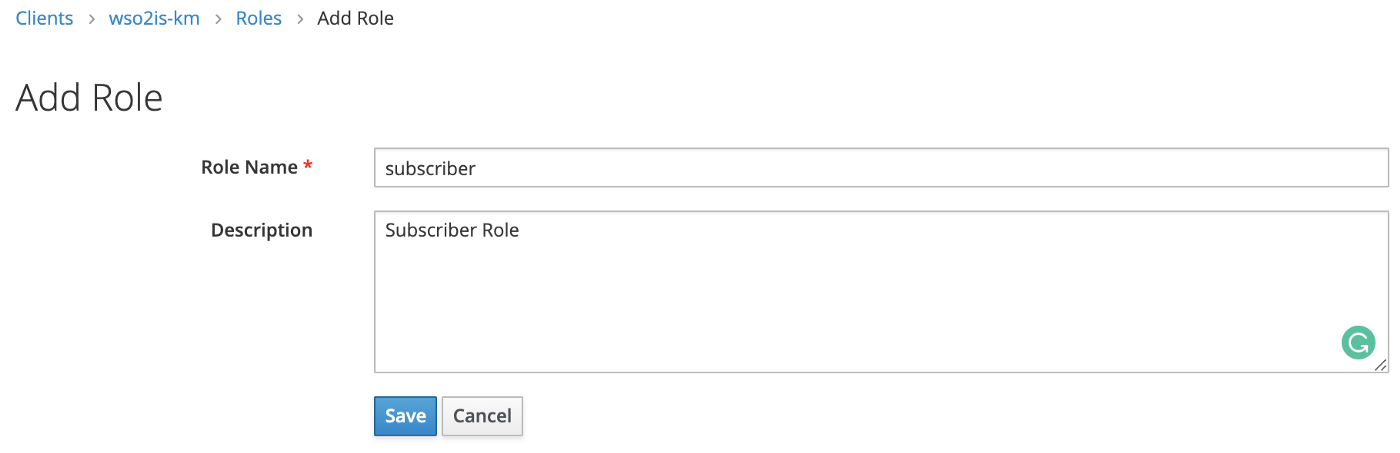 Clients > wso2is-km > Roles > Add Role
Add Role
Role Name * subscriber
Description Subscriber Role
Save Cancel